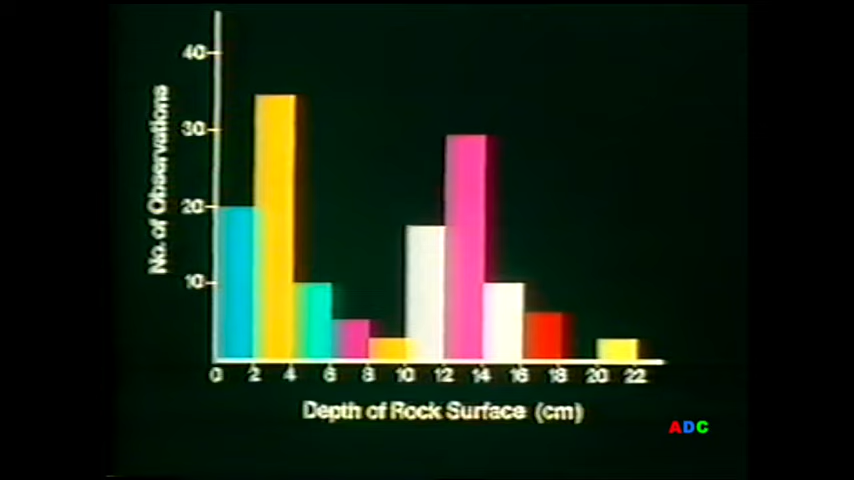 40
30
20
10
No. of Observations
0 2 4 6 8 10 12 14 16 18 20 22
Depth of Rock Surface (cm)
ADC